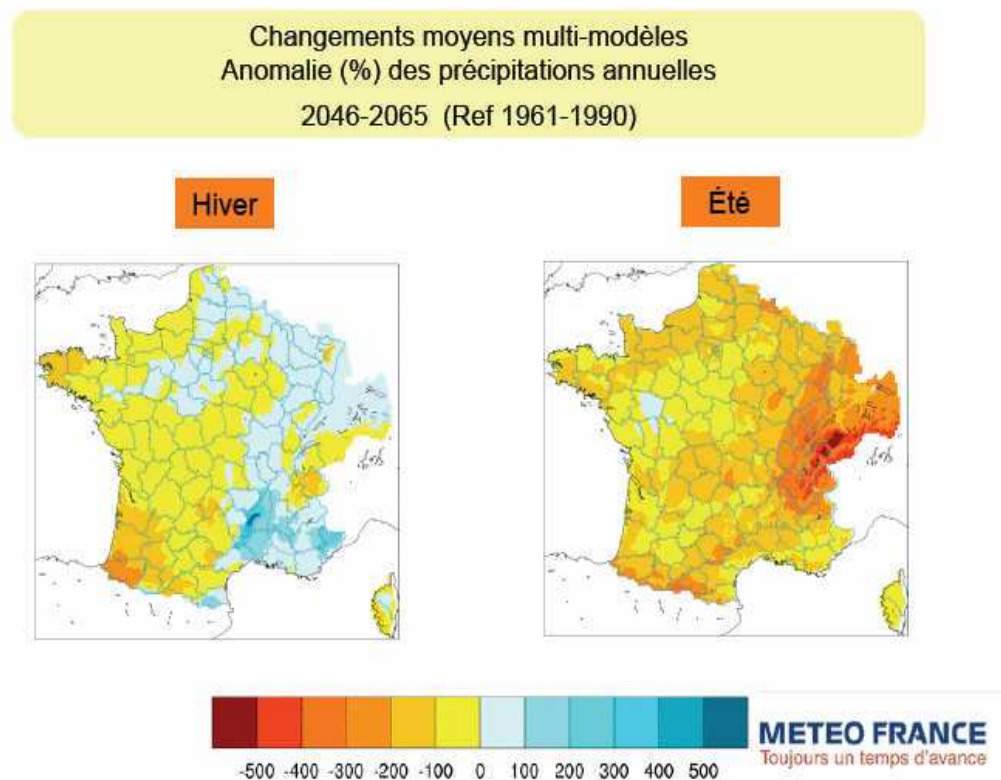 Changements moyens multi-modèles
Anomalie (%) des précipitations annuelles
2046-2065 (Ref 1961-1990)
Hiver
Été
-500 -400 -300 -200 -100 0 100 200 300 400 500
METEO FRANCE
Toujours un temps d'avance